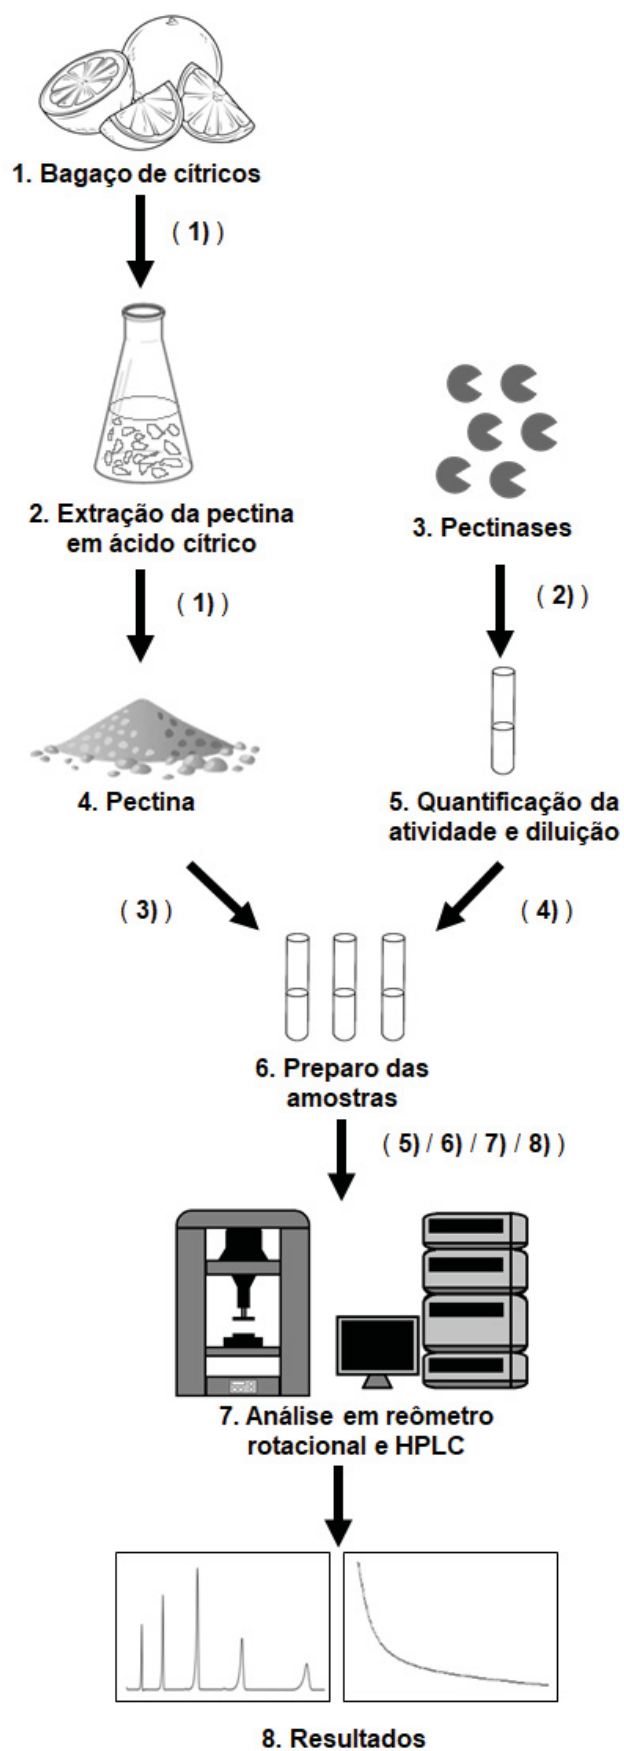 1. Bagaço de cítricos
( 1) )
2. Extração da pectina
em ácido cítrico
3. Pectinases
( 1) )
( 2) )
4. Pectina
5. Quantificação da
atividade e diluição
( 3) )
( 4) )
6. Preparo das
amostras
( 5) / 6) / 7) / 8) )
7. Análise em reômetro
rotacional e HPLC
8. Resultados